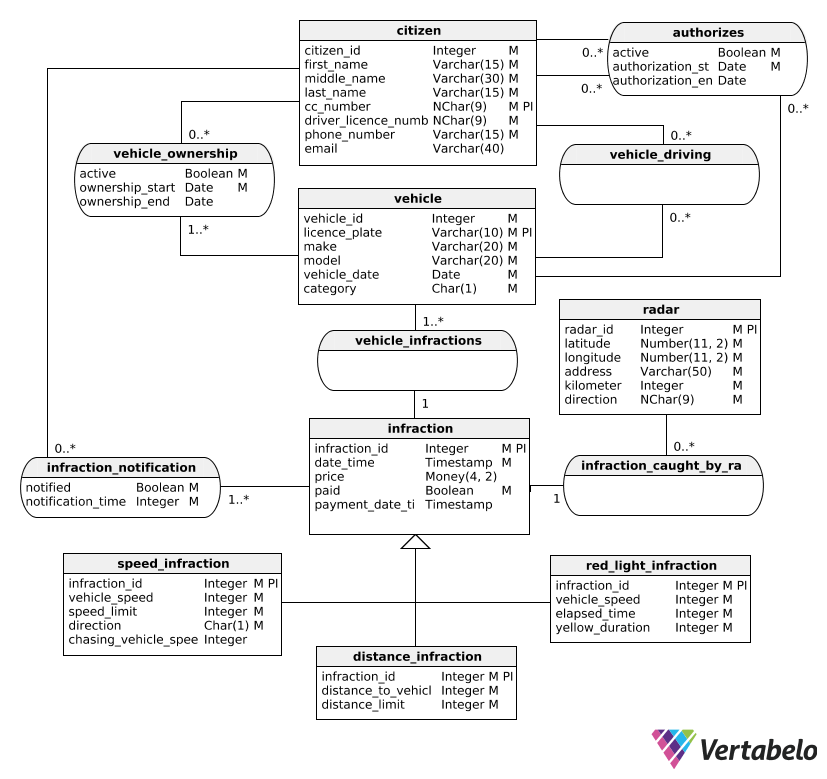 citizen
citizen_id Integer M
first_name Varchar(15) M
middle_name Varchar(30) M
last_name Varchar(15) M
cc_number NChar(9) M PI
driver_licence_numb NChar(9) M
phone_number Varchar(15) M
email Varchar(40)
authorizes
active Boolean M
authorization_st Date M
authorization_en Date
0..*
0..*
0..*
0..*
vehicle_ownership
active Boolean M
ownership_start Date M
ownership_end Date
1..*
0..*
vehicle_driving
0..*
vehicle
vehicle_id Integer M
licence_plate Varchar(10) M PI
make Varchar(20) M
model Varchar(20) M
vehicle_date Date M
category Char(1) M
1..*
vehicle_infractions
1
radar
radar_id Integer M PI
latitude Number(11, 2) M
longitude Number(11, 2) M
address Varchar(50) M
kilometer Integer M
direction NChar(9) M
0..*
infraction_caught_by_ra
1
infraction
infraction_id Integer M PI
date_time Timestamp M
price Money(4, 2)
paid Boolean M
payment_date_ti Timestamp
0..*
infraction_notification
notified Boolean M
notification_time Integer M
1..*
speed_infraction
infraction_id Integer M PI
vehicle_speed Integer M
speed_limit Integer M
direction Char(1) M
chasing_vehicle_spee Integer
red_light_infraction
infraction_id Integer M PI
vehicle_speed Integer M
elapsed_time Integer M
yellow_duration Integer M
distance_infraction
infraction_id Integer M PI
distance_to_vehicl Integer M
distance_limit Integer M
Vertabelo